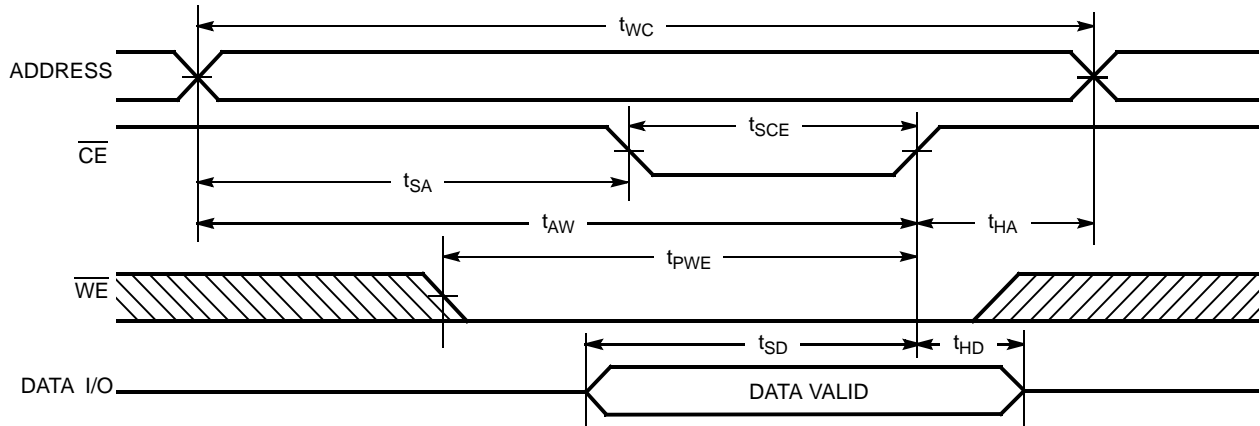 tWC
ADDRESS
CE
tSCE
tSA
tAW
tHA
tPWE
WE
tSD
tHD
DATA I/O
DATA VALID